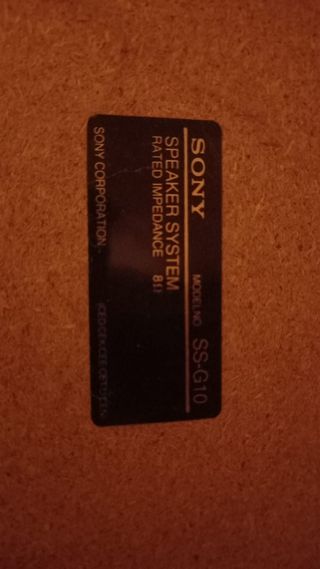 SONY MODEL NO. SS-G10
SPEAKER SYSTEM
RATED IMPEDANCE 8Ω
SONY CORPORATION